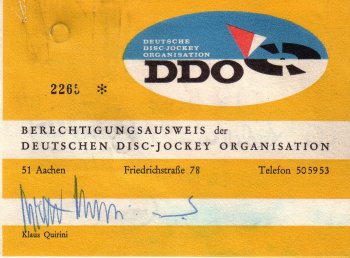 DEUTSCHE
DISC-JOCKEY
ORGANISATION
DDO
2265 *
BERECHTIGUNGSAUSWEIS der
DEUTSCHEN DISC-JOCKEY ORGANISATION
51 Aachen Friedrichstraße 78 Telefon 505953
Klaus Quirini